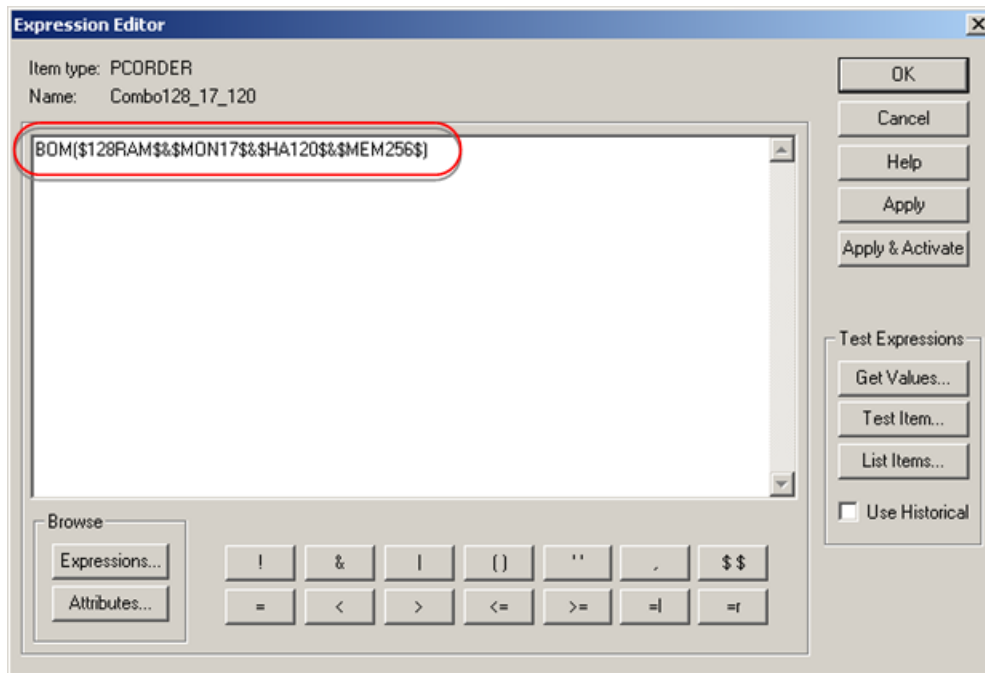 Expression Editor
Item type: PCORDER
Name: Combo128_17_120
BOM($128RAM$&$MON17$&$HA120$&$MEM256$)
OK
Cancel
Help
Apply
Apply & Activate
Test Expressions
Get Values...
Test Item...
List Items...
Use Historical
Browse
Expressions...
Attributes...
! & | () '' , $$
= < > <= >= =l =r